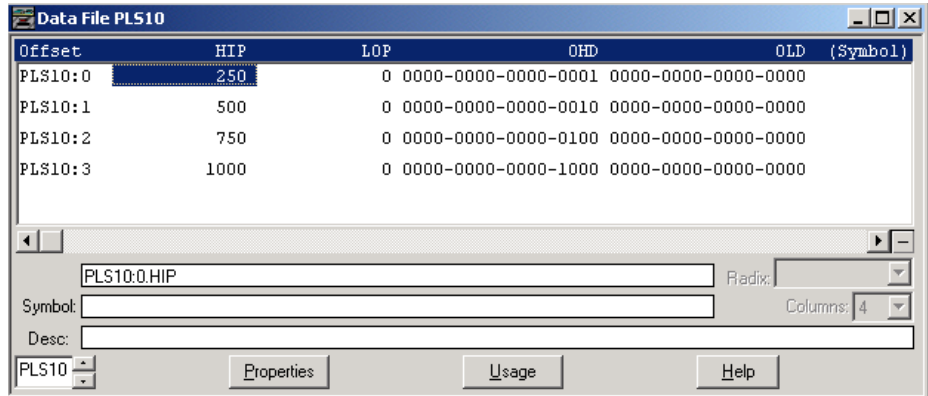 Data File PLS10
Offset HIP LOP OHD OLD (Symbol)
PLS10:0 250 0 0000-0000-0000-0001 0000-0000-0000-0000
PLS10:1 500 0 0000-0000-0000-0010 0000-0000-0000-0000
PLS10:2 750 0 0000-0000-0000-0100 0000-0000-0000-0000
PLS10:3 1000 0 0000-0000-0000-1000 0000-0000-0000-0000
PLS10:0.HIP Radix:
Symbol: Columns: 4
Desc:
PLS10 Properties Usage Help